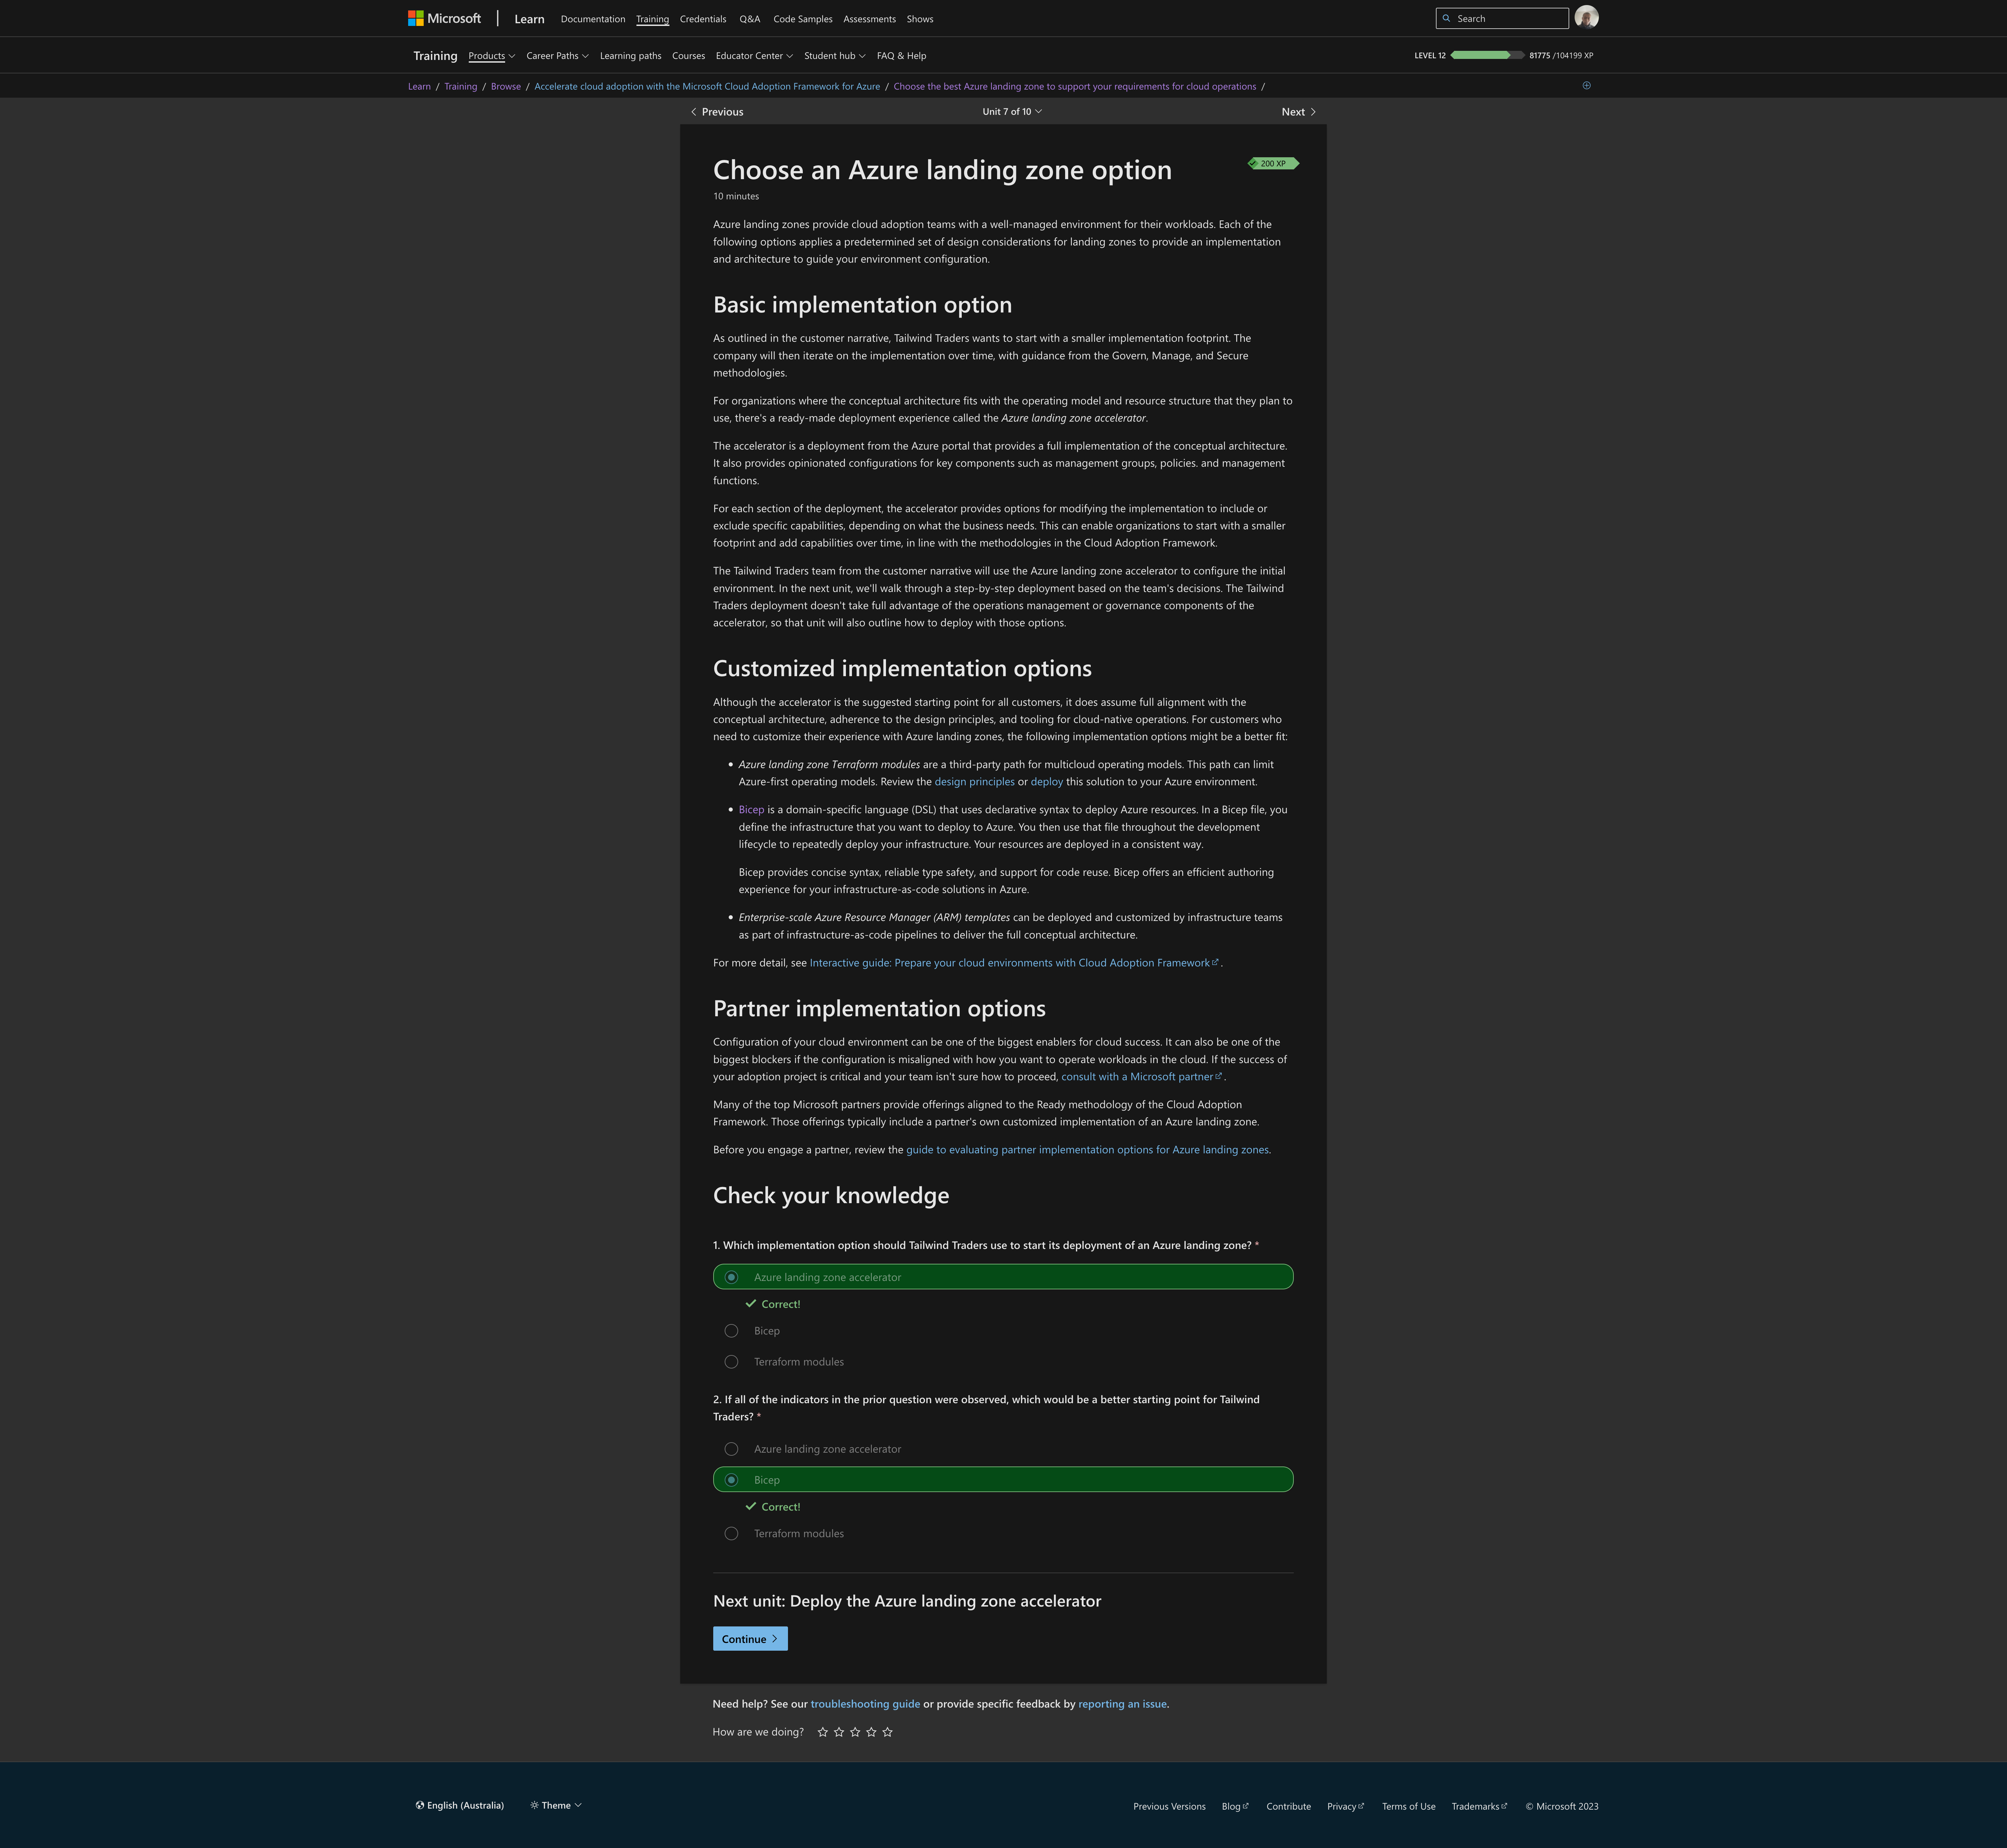 Microsoft Learn Documentation Training Credentials Q&A Code Samples Assessments Shows Search
Training Products Career Paths Learning paths Courses Educator Center Student hub FAQ & Help LEVEL 12 81775 /104199 XP
Learn / Training / Browse / Accelerate cloud adoption with the Microsoft Cloud Adoption Framework for Azure / Choose the best Azure landing zone to support your requirements for cloud operations /
Previous Unit 7 of 10 Next
Choose an Azure landing zone option
200 XP
10 minutes
Azure landing zones provide cloud adoption teams with a well-managed environment for their workloads. Each of the
following options applies a predetermined set of design considerations for landing zones to provide an implementation
and architecture to guide your environment configuration.
Basic implementation option
As outlined in the customer narrative, Tailwind Traders wants to start with a smaller implementation footprint. The
company will then iterate on the implementation over time, with guidance from the Govern, Manage, and Secure
methodologies.
For organizations where the conceptual architecture fits with the operating model and resource structure that they plan to
use, there's a ready-made deployment experience called the Azure landing zone accelerator.
The accelerator is a deployment from the Azure portal that provides a full implementation of the conceptual architecture.
It also provides opinionated configurations for key components such as management groups, policies. and management
functions.
For each section of the deployment, the accelerator provides options for modifying the implementation to include or
exclude specific capabilities, depending on what the business needs. This can enable organizations to start with a smaller
footprint and add capabilities over time, in line with the methodologies in the Cloud Adoption Framework.
The Tailwind Traders team from the customer narrative will use the Azure landing zone accelerator to configure the initial
environment. In the next unit, we'll walk through a step-by-step deployment based on the team's decisions. The Tailwind
Traders deployment doesn't take full advantage of the operations management or governance components of the
accelerator, so that unit will also outline how to deploy with those options.
Customized implementation options
Although the accelerator is the suggested starting point for all customers, it does assume full alignment with the
conceptual architecture, adherence to the design principles, and tooling for cloud-native operations. For customers who
need to customize their experience with Azure landing zones, the following implementation options might be a better fit:
• Azure landing zone Terraform modules are a third-party path for multicloud operating models. This path can limit
Azure-first operating models. Review the design principles or deploy this solution to your Azure environment.
• Bicep is a domain-specific language (DSL) that uses declarative syntax to deploy Azure resources. In a Bicep file, you
define the infrastructure that you want to deploy to Azure. You then use that file throughout the development
lifecycle to repeatedly deploy your infrastructure. Your resources are deployed in a consistent way.
Bicep provides concise syntax, reliable type safety, and support for code reuse. Bicep offers an efficient authoring
experience for your infrastructure-as-code solutions in Azure.
• Enterprise-scale Azure Resource Manager (ARM) templates can be deployed and customized by infrastructure teams
as part of infrastructure-as-code pipelines to deliver the full conceptual architecture.
For more detail, see Interactive guide: Prepare your cloud environments with Cloud Adoption Framework.
Partner implementation options
Configuration of your cloud environment can be one of the biggest enablers for cloud success. It can also be one of the
biggest blockers if the configuration is misaligned with how you want to operate workloads in the cloud. If the success of
your adoption project is critical and your team isn't sure how to proceed, consult with a Microsoft partner.
Many of the top Microsoft partners provide offerings aligned to the Ready methodology of the Cloud Adoption
Framework. Those offerings typically include a partner's own customized implementation of an Azure landing zone.
Before you engage a partner, review the guide to evaluating partner implementation options for Azure landing zones.
Check your knowledge
1. Which implementation option should Tailwind Traders use to start its deployment of an Azure landing zone? *
Azure landing zone accelerator
Correct!
Bicep
Terraform modules
2. If all of the indicators in the prior question were observed, which would be a better starting point for Tailwind
Traders? *
Azure landing zone accelerator
Bicep
Correct!
Terraform modules
Next unit: Deploy the Azure landing zone accelerator
Continue
Need help? See our troubleshooting guide or provide specific feedback by reporting an issue.
How are we doing?
English (Australia) Theme Previous Versions Blog Contribute Privacy Terms of Use Trademarks © Microsoft 2023